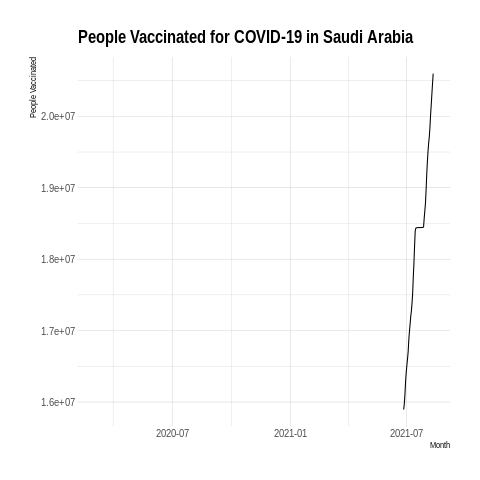 People Vaccinated for COVID-19 in Saudi Arabia
People Vaccinated
2.0e+07
1.9e+07
1.8e+07
1.7e+07
1.6e+07
2020-07 2021-01 2021-07
Month